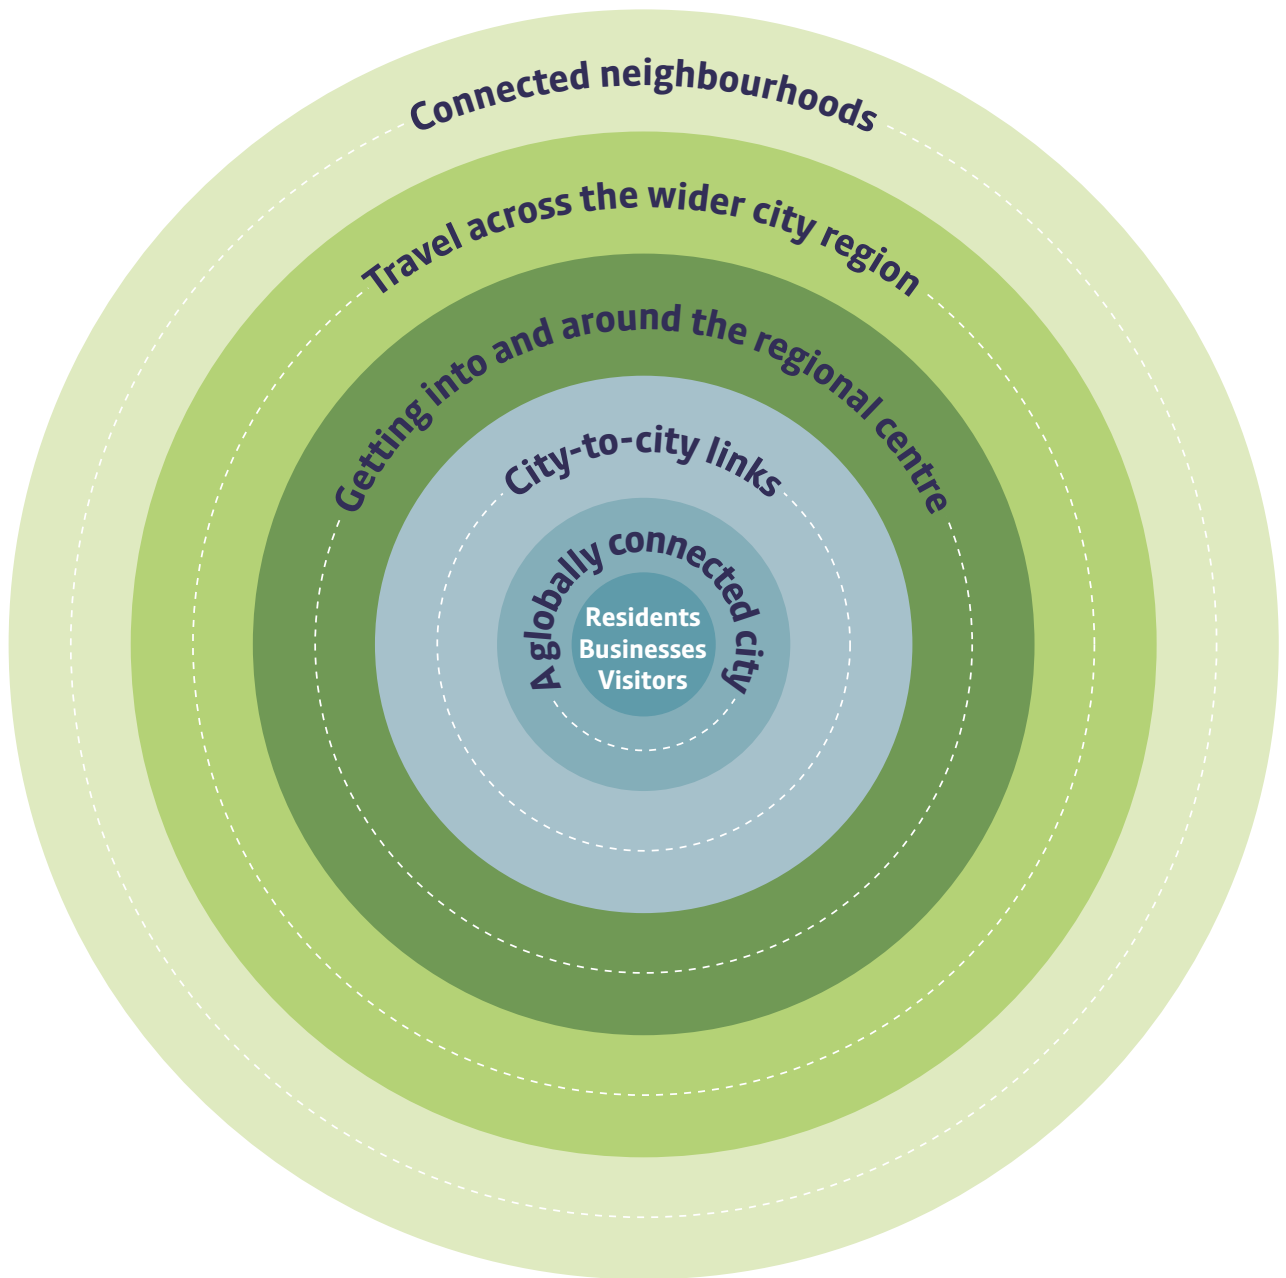 Connected neighbourhoods
Travel across the wider city region
Getting into and around the regional centre
City-to-city links
A globally connected city
Residents
Businesses
Visitors